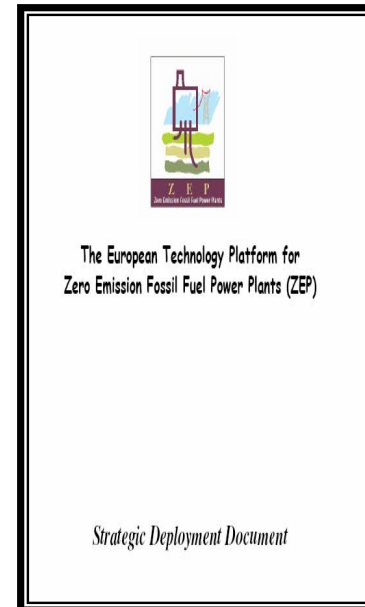 Z E P
Zero Emission Fossil Fuel Power Plants
The European Technology Platform for
Zero Emission Fossil Fuel Power Plants (ZEP)
Strategic Deployment Document